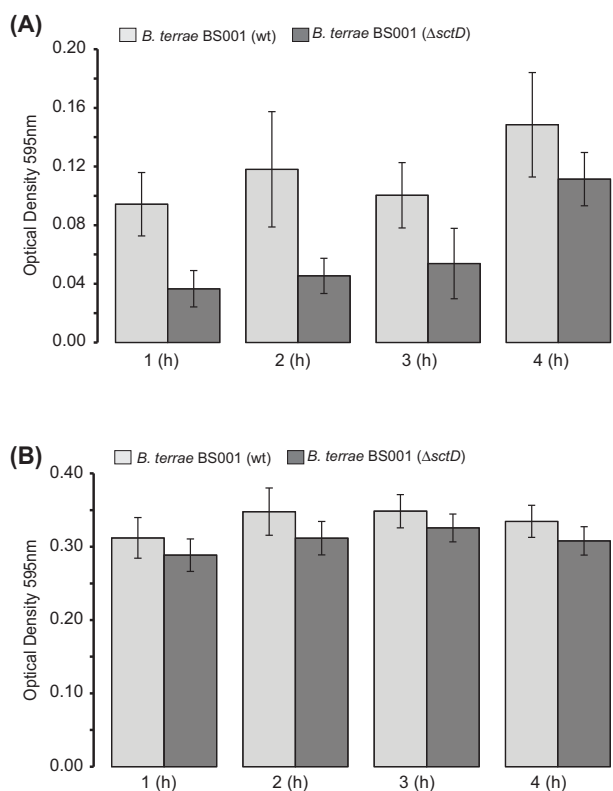 (A)
B. terrae BS001 (wt) B. terrae BS001 (ΔsctD)
Optical Density 595nm
0.20
0.16
0.12
0.08
0.04
0.00
1 (h) 2 (h) 3 (h) 4 (h)
(B)
B. terrae BS001 (wt) B. terrae BS001 (ΔsctD)
Optical Density 595nm
0.40
0.30
0.20
0.10
0.00
1 (h) 2 (h) 3 (h) 4 (h)